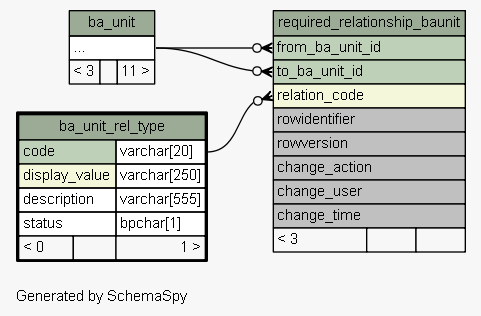 ba_unit
...
< 3 11 >
required_relationship_baunit
from_ba_unit_id
to_ba_unit_id
relation_code
rowidentifier
rowversion
change_action
change_user
change_time
< 3
ba_unit_rel_type
code varchar[20]
display_value varchar[250]
description varchar[555]
status bpchar[1]
< 0 1 >
Generated by SchemaSpy